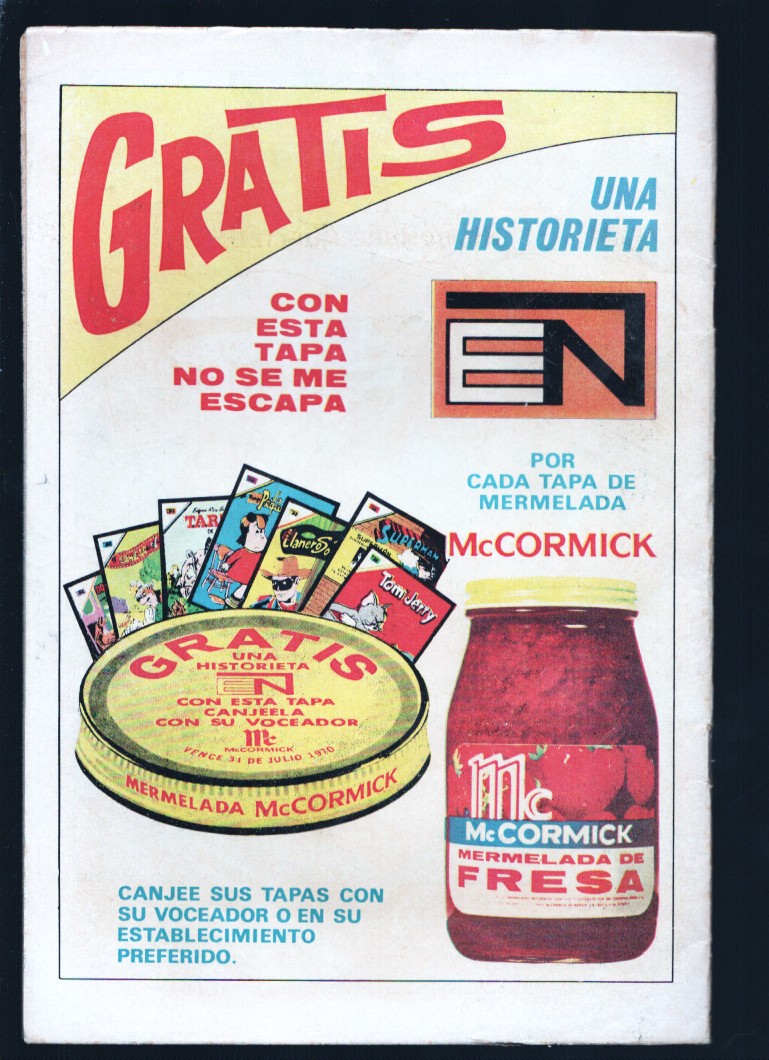 GRATIS
UNA
HISTORIETA
CON
ESTA
TAPA
NO SE ME
ESCAPA
EN
POR
CADA TAPA DE
MERMELADA
McCORMICK
TAR
Llaneros
SUPERMAN
Tom Jerry
GRATIS
UNA
HISTORIETA
EN
CON ESTA TAPA
CANJEELA
CON SU VOCEADOR
Mc
McCORMICK
VENCE 31 DE JULIO 1970
MERMELADA McCORMICK
Mc
McCORMICK
MERMELADA DE
FRESA
CANJEE SUS TAPAS CON
SU VOCEADOR O EN SU
ESTABLECIMIENTO
PREFERIDO.